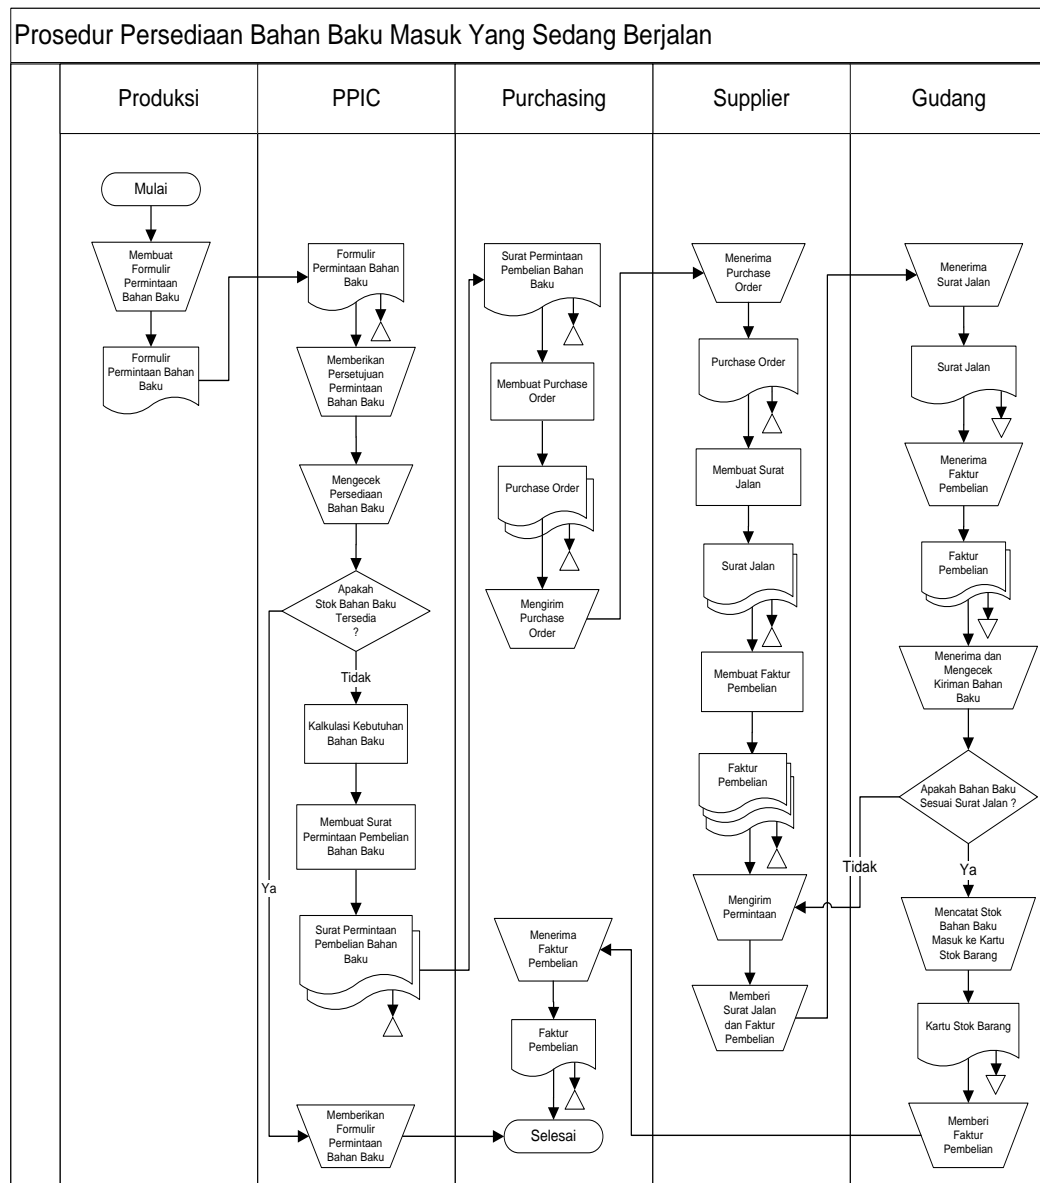 Prosedur Persediaan Bahan Baku Masuk Yang Sedang Berjalan
Produksi
PPIC
Purchasing
Supplier
Gudang
Mulai
Membuat
Formulir
Permintaan
Bahan Baku
Formulir
Permintaan Bahan
Baku
Formulir
Permintaan Bahan
Baku
Memberikan
Persetujuan
Permintaan
Bahan Baku
Mengecek
Persediaan
Bahan Baku
Apakah
Stok Bahan Baku
Tersedia
?
Tidak
Kalkulasi Kebutuhan
Bahan Baku
Membuat Surat
Permintaan Pembelian
Bahan Baku
Ya
Surat Permintaan
Pembelian Bahan
Baku
Memberikan
Formulir
Permintaan
Bahan Baku
Surat Permintaan
Pembelian Bahan
Baku
Membuat Purchase
Order
Purchase Order
Mengirim
Purchase
Order
Menerima
Faktur
Pembelian
Faktur
Pembelian
Selesai
Menerima
Purchase
Order
Purchase Order
Membuat Surat
Jalan
Surat Jalan
Membuat Faktur
Pembelian
Faktur
Pembelian
Mengirim
Permintaan
Memberi
Surat Jalan
dan Faktur
Pembelian
Menerima
Surat Jalan
Surat Jalan
Menerima
Faktur
Pembelian
Faktur
Pembelian
Menerima dan
Mengecek
Kiriman Bahan
Baku
Apakah Bahan Baku
Sesuai Surat Jalan ?
Tidak
Ya
Mencatat Stok
Bahan Baku
Masuk ke Kartu
Stok Barang
Kartu Stok Barang
Memberi
Faktur
Pembelian